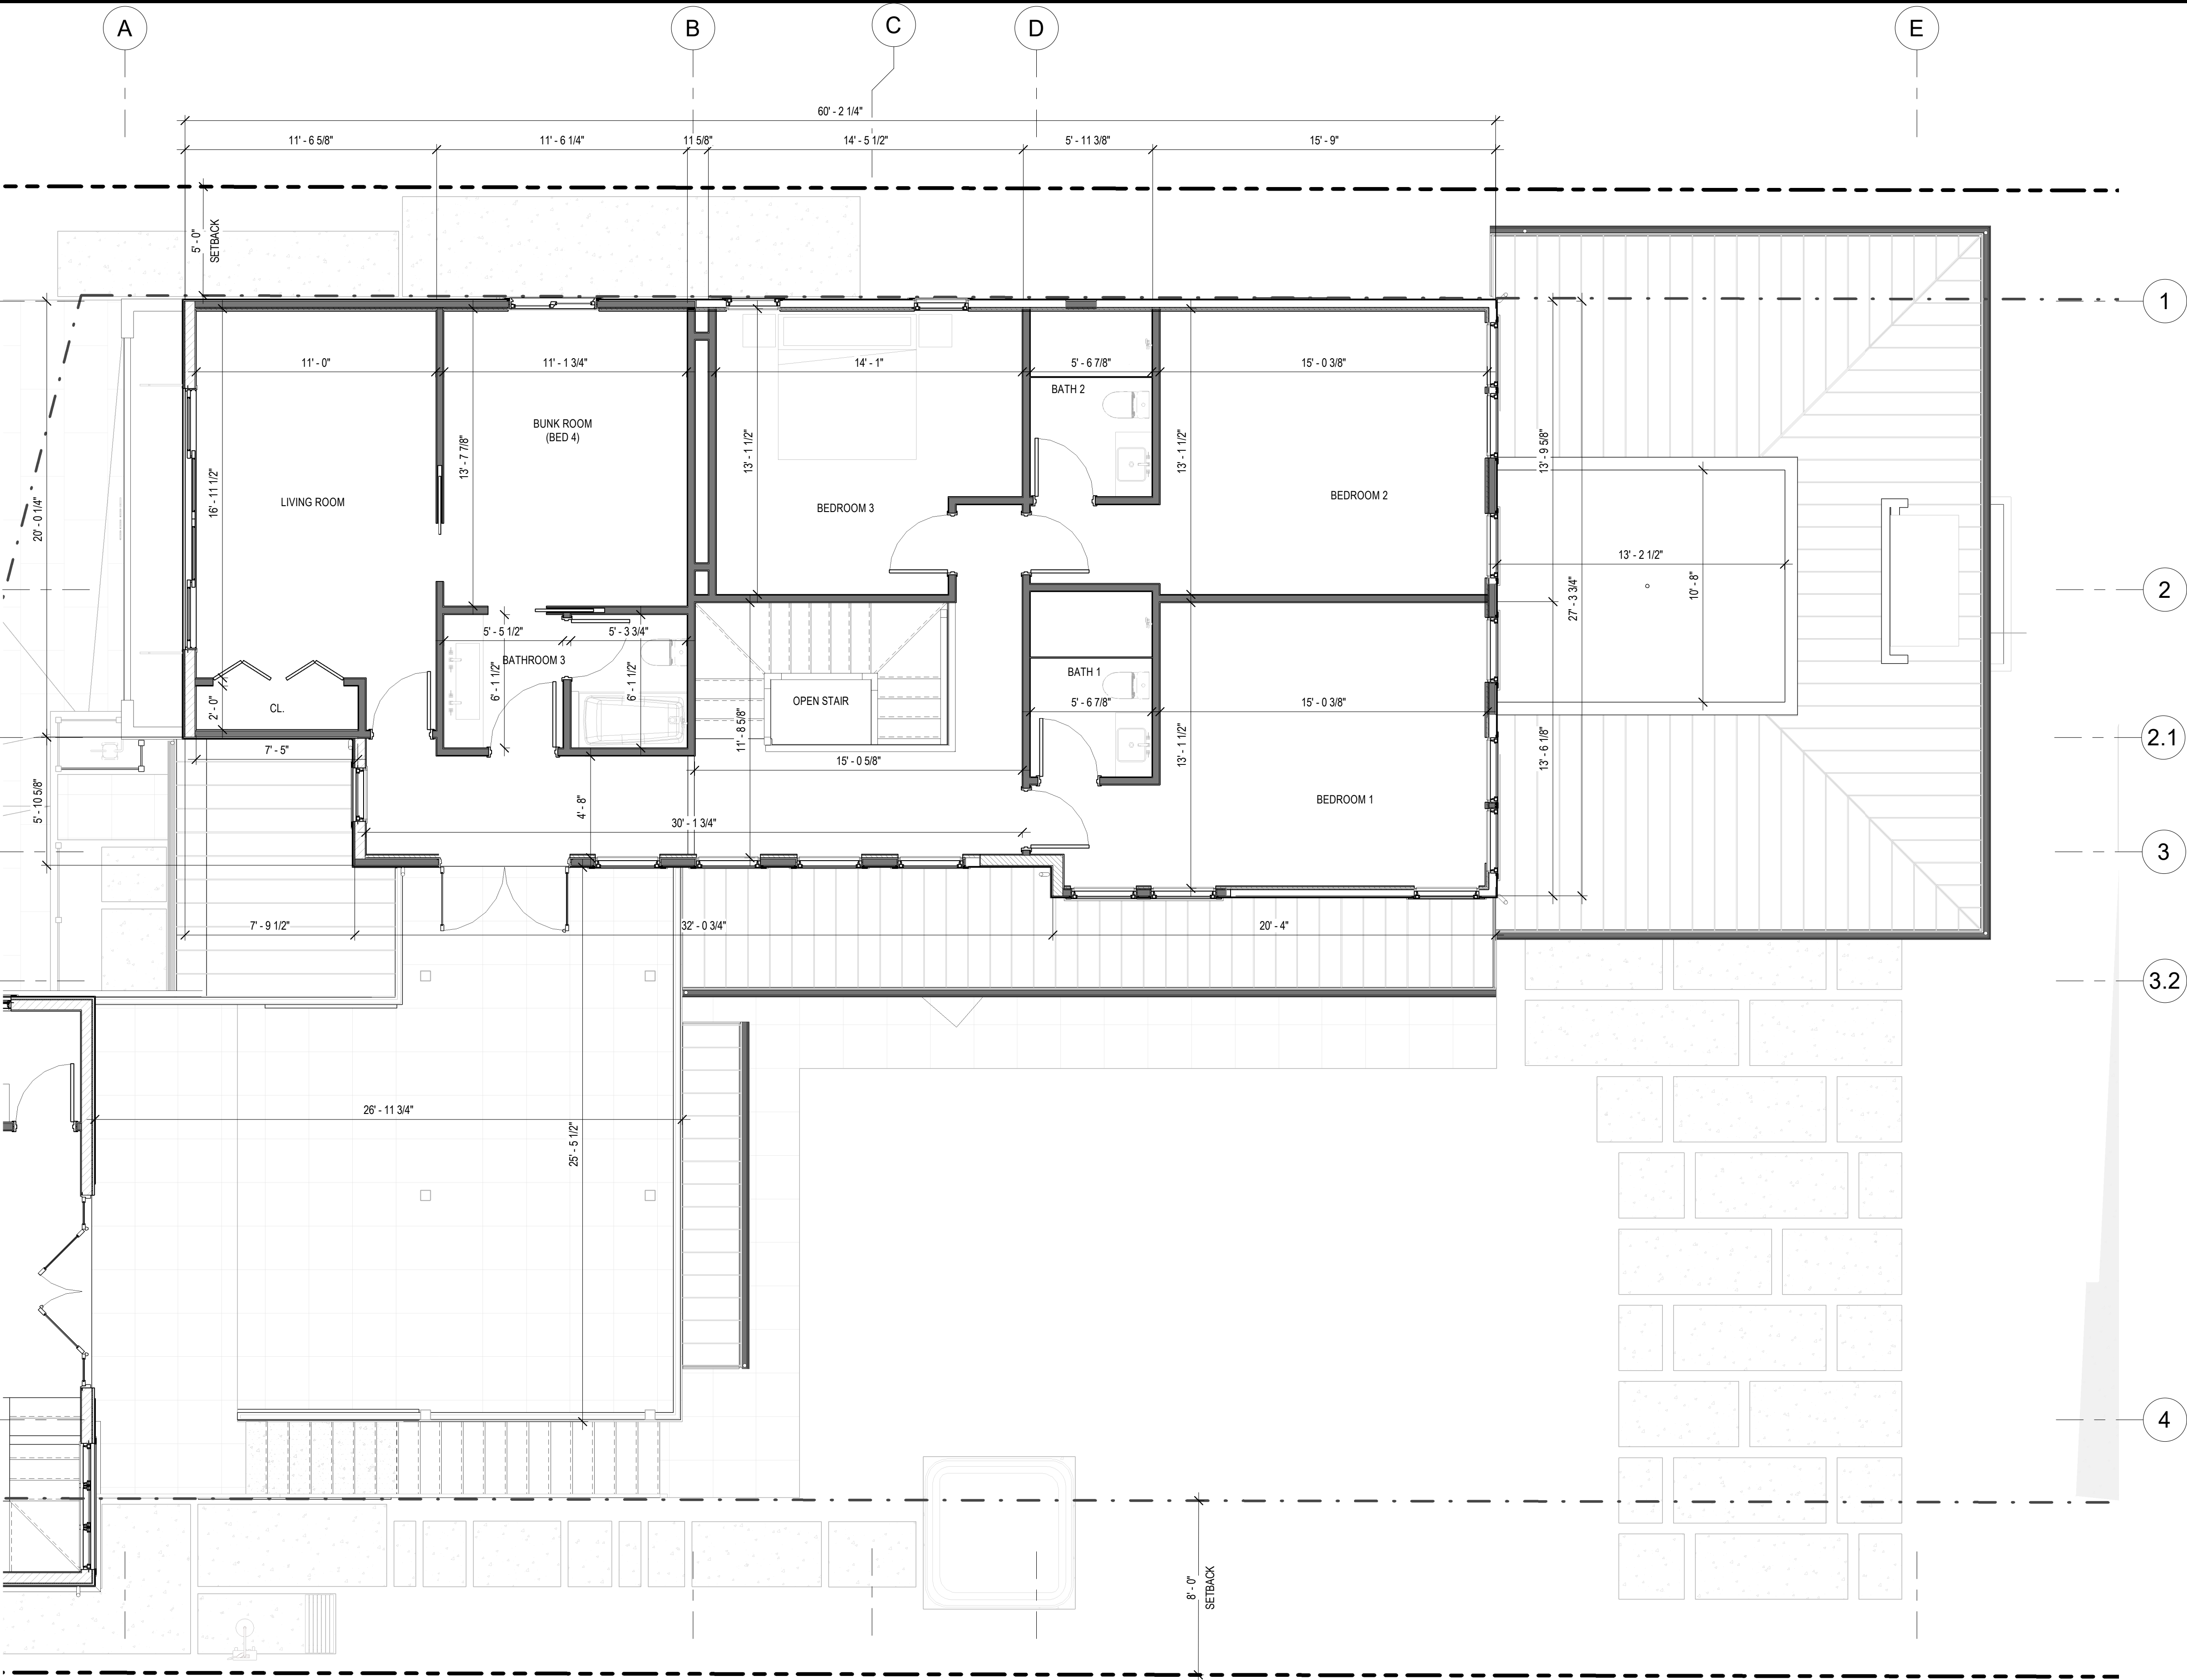 A
B
C
D
E
60' - 2 1/4"
11' - 6 5/8"
11' - 6 1/4"
11 5/8"
14' - 5 1/2"
5' - 11 3/8"
15' - 9"
5' - 0"
SETBACK
1
11' - 0"
11' - 1 3/4"
14' - 1"
5' - 6 7/8"
15' - 0 3/8"
BATH 2
BUNK ROOM
(BED 4)
13' - 7 7/8"
13' - 1 1/2"
13' - 1 1/2"
13' - 9 5/8"
LIVING ROOM
16' - 11 1/2"
20' - 0 1/4"
BEDROOM 3
BEDROOM 2
13' - 2 1/2"
10' - 8"
27' - 3 3/4"
2
5' - 5 1/2"
5' - 3 3/4"
BATHROOM 3
6' - 1 1/2"
6' - 1 1/2"
BATH 1
5' - 6 7/8"
15' - 0 3/8"
OPEN STAIR
CL.
2' - 0"
11' - 8 5/8"
13' - 1 1/2"
13' - 6 1/8"
2.1
7' - 5"
15' - 0 5/8"
5' - 10 5/8"
4' - 8"
30' - 1 3/4"
BEDROOM 1
3
7' - 9 1/2"
32' - 0 3/4"
20' - 4"
3.2
26' - 11 3/4"
25' - 5 1/2"
4
8' - 0"
SETBACK